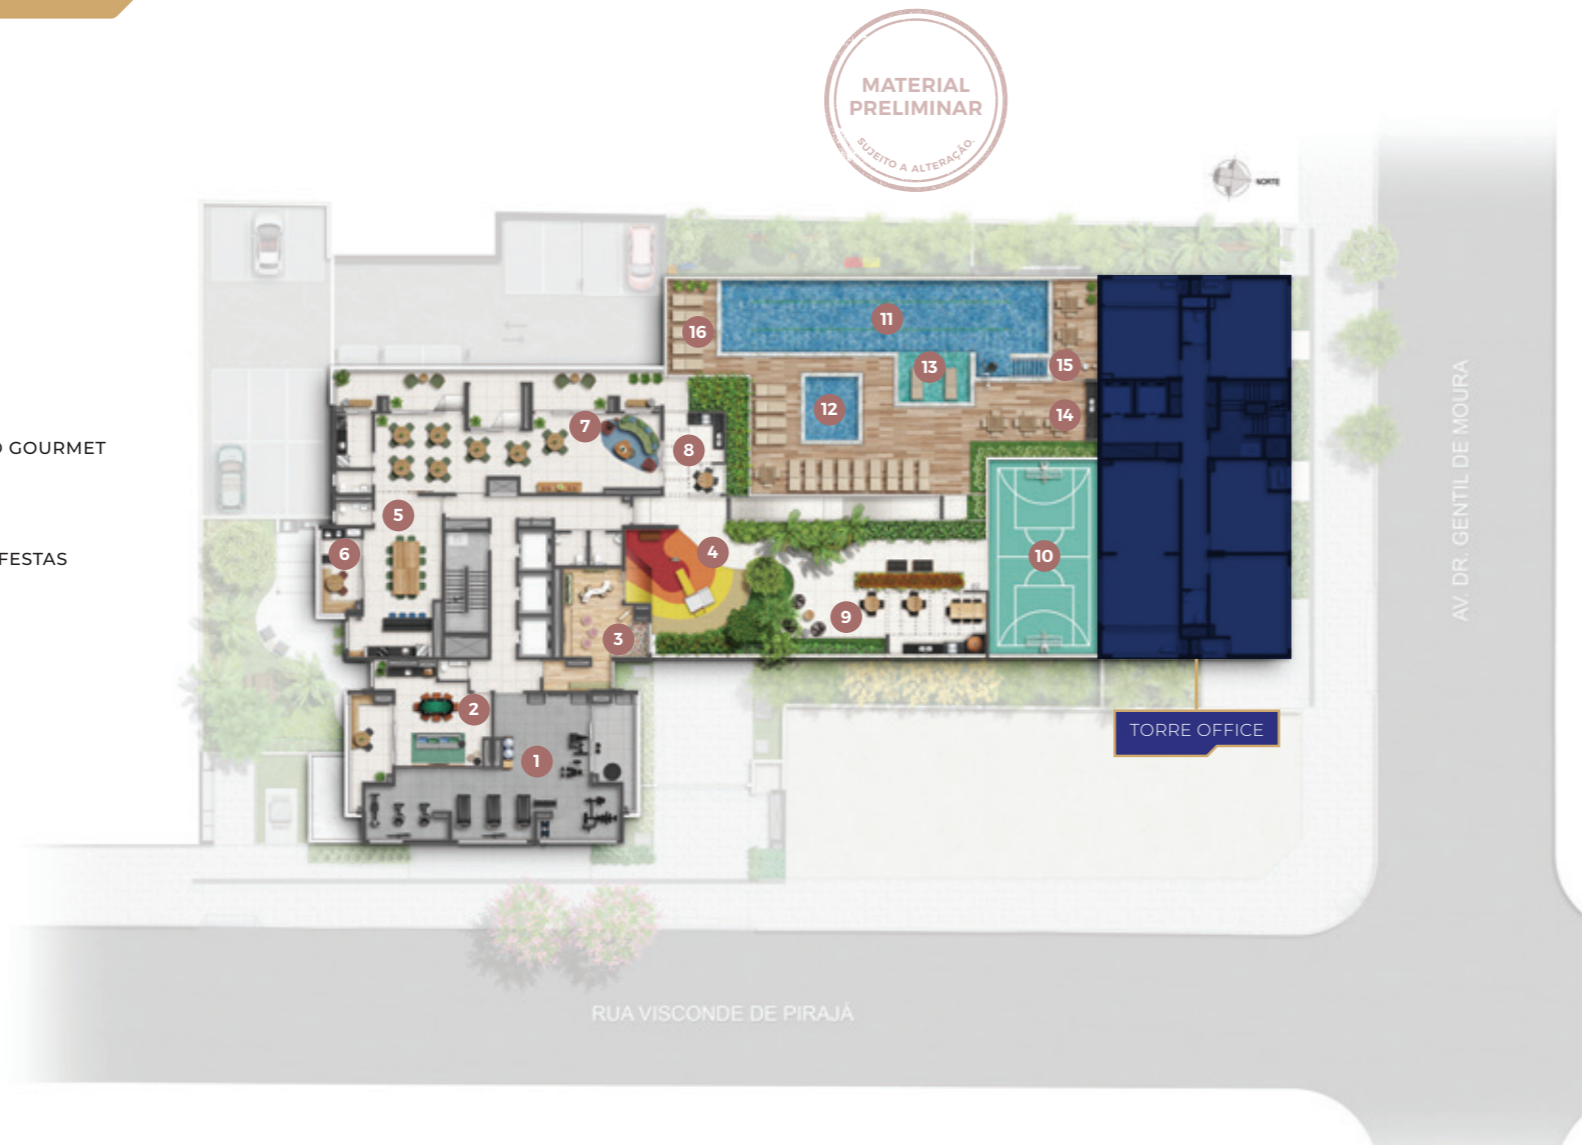 MATERIAL
PRELIMINAR
SUJEITO A ALTERAÇÃO.
NORTE
16
11
13
15
12
14
7
8
GOURMET
5
6
4
10
FESTAS
9
3
2
1
TORRE OFFICE
AV. DR. GENTIL DE MOURA
RUA VISCONDE DE PIRAJÁ